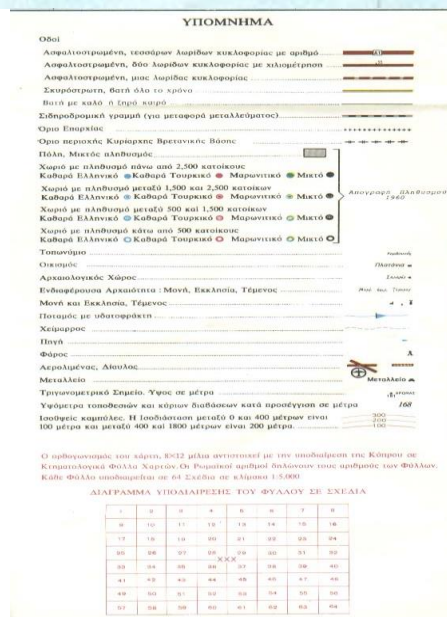 ΥΠΟΜΝΗΜΑ
Οδοί
Ασφαλτοστρωμένη, τεσσάρων λωρίδων κυκλοφορίας με αριθμό
Ασφαλτοστρωμένη, δύο λωρίδων κυκλοφορίας με χιλιομέτρηση
Ασφαλτοστρωμένη, μιας λωρίδας κυκλοφορίας
Σκυρόστρωτη, βατή όλο το χρόνο
Βατή με καλό ή ξηρό καιρό
Σιδηροδρομική γραμμή (για μεταφορά μεταλλεύματος)
Όριο Επαρχίας
Όριο περιοχής Κυρίαρχης Βρετανικής Βάσης
Πόλη, Μικτός πληθυσμός
Χωριό με πληθυσμό πάνω από 2,500 κατοίκους
Καθαρά Ελληνικό Καθαρά Τουρκικό Μαρωνιτικό Μικτό
Χωριό με πληθυσμό μεταξύ 1,500 και 2,500 κατοίκων
Καθαρά Ελληνικό Καθαρά Τουρκικό Μαρωνιτικό Μικτό
Απογραφή πληθυσμού
1960
Χωριό με πληθυσμό μεταξύ 500 και 1,500 κατοίκων
Καθαρά Ελληνικό Καθαρά Τουρκικό Μαρωνιτικό Μικτό
Χωριό με πληθυσμό κάτω από 500 κατοίκους
Καθαρά Ελληνικό Καθαρά Τουρκικό Μαρωνιτικό Μικτό
Τοπωνύμιο
Οικισμός Πλατάνια
Αρχαιολογικός Χώρος
Ενδιαφέρουσα Αρχαιότητα : Μονή, Εκκλησία, Τέμενος
Μονή και Εκκλησία, Τέμενος
Ποταμός με υδατοφράκτη
Χείμαρρος
Πηγή
Φάρος
Αερολιμένας, Δίαυλος
Μεταλλείο Μεταλλείο
Τριγωνομετρικό Σημείο. Ύψος σε μέτρα
Υψόμετρα τοποθεσιών και κύριων διαβάσεων κατά προσέγγιση σε μέτρα 168
Ισοϋψείς καμπύλες. Η Ισοδιάσταση μεταξύ 0 και 400 μέτρων είναι 300
100 μέτρα και μεταξύ 400 και 1800 μέτρων είναι 200 μέτρα. 200
100
Ο ορθογωνισμός του χάρτη, 8×12 μίλια αντιστοιχεί με την υποδιαίρεση της Κύπρου σε
Κτηματολογικά Φύλλα Χαρτών. Οι Ρωμαϊκοί αριθμοί δηλώνουν τους αριθμούς των Φύλλων.
Κάθε Φύλλο υποδιαιρείται σε 64 Σχέδια σε κλίμακα 1:5.000
ΔΙΑΓΡΑΜΜΑ ΥΠΟΔΙΑΙΡΕΣΗΣ ΤΟΥ ΦΥΛΛΟΥ ΣΕ ΣΧΕΔΙΑ
1 2 3 4 5 6 7 8
9 10 11 12 13 14 15 16
17 18 19 20 21 22 23 24
25 26 27 28 29 30 31 32
XXX
33 34 35 36 37 38 39 40
41 42 43 44 45 46 47 48
49 50 51 52 53 54 55 56
57 58 59 60 61 62 63 64